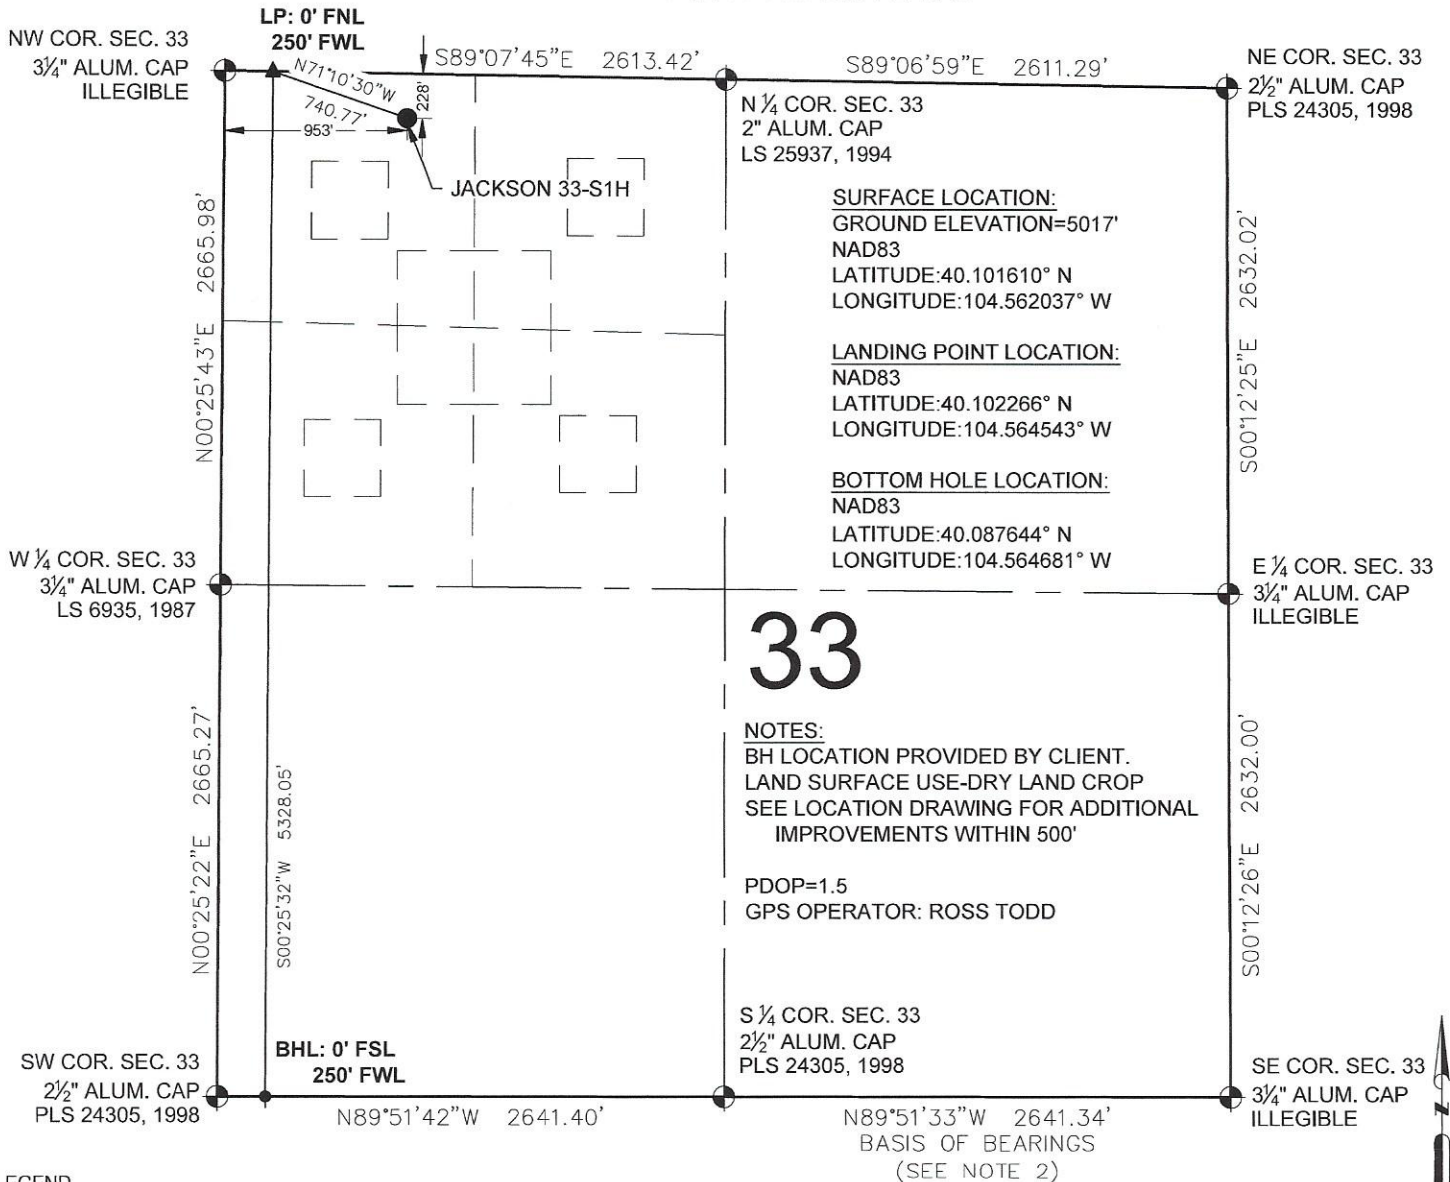 LP: 0' FNL
250' FWL
NW COR. SEC. 33
3¼" ALUM. CAP
ILLEGIBLE
N71°10'30"W
740.77'
S89°07'45"E 2613.42'
S89°06'59"E 2611.29'
NE COR. SEC. 33
2½" ALUM. CAP
PLS 24305, 1998
228'
953'
N ¼ COR. SEC. 33
2" ALUM. CAP
LS 25937, 1994
JACKSON 33-S1H
N00°25'43"E 2665.98'
SURFACE LOCATION:
GROUND ELEVATION=5017'
NAD83
LATITUDE:40.101610° N
LONGITUDE:104.562037° W
LANDING POINT LOCATION:
NAD83
LATITUDE:40.102266° N
LONGITUDE:104.564543° W
BOTTOM HOLE LOCATION:
NAD83
LATITUDE:40.087644° N
LONGITUDE:104.564681° W
S00°12'25"E 2632.02'
W ¼ COR. SEC. 33
3¼" ALUM. CAP
LS 6935, 1987
E ¼ COR. SEC. 33
3¼" ALUM. CAP
ILLEGIBLE
33
NOTES:
BH LOCATION PROVIDED BY CLIENT.
LAND SURFACE USE-DRY LAND CROP
SEE LOCATION DRAWING FOR ADDITIONAL
IMPROVEMENTS WITHIN 500'
PDOP=1.5
GPS OPERATOR: ROSS TODD
N00°25'22"E 2665.27'
S00°25'32"W 5328.05'
S00°12'26"E 2632.00'
SW COR. SEC. 33
2½" ALUM. CAP
PLS 24305, 1998
BHL: 0' FSL
250' FWL
S ¼ COR. SEC. 33
2½" ALUM. CAP
PLS 24305, 1998
SE COR. SEC. 33
3¼" ALUM. CAP
ILLEGIBLE
N89°51'42"W 2641.40'
N89°51'33"W 2641.34'
BASIS OF BEARINGS
(SEE NOTE 2)